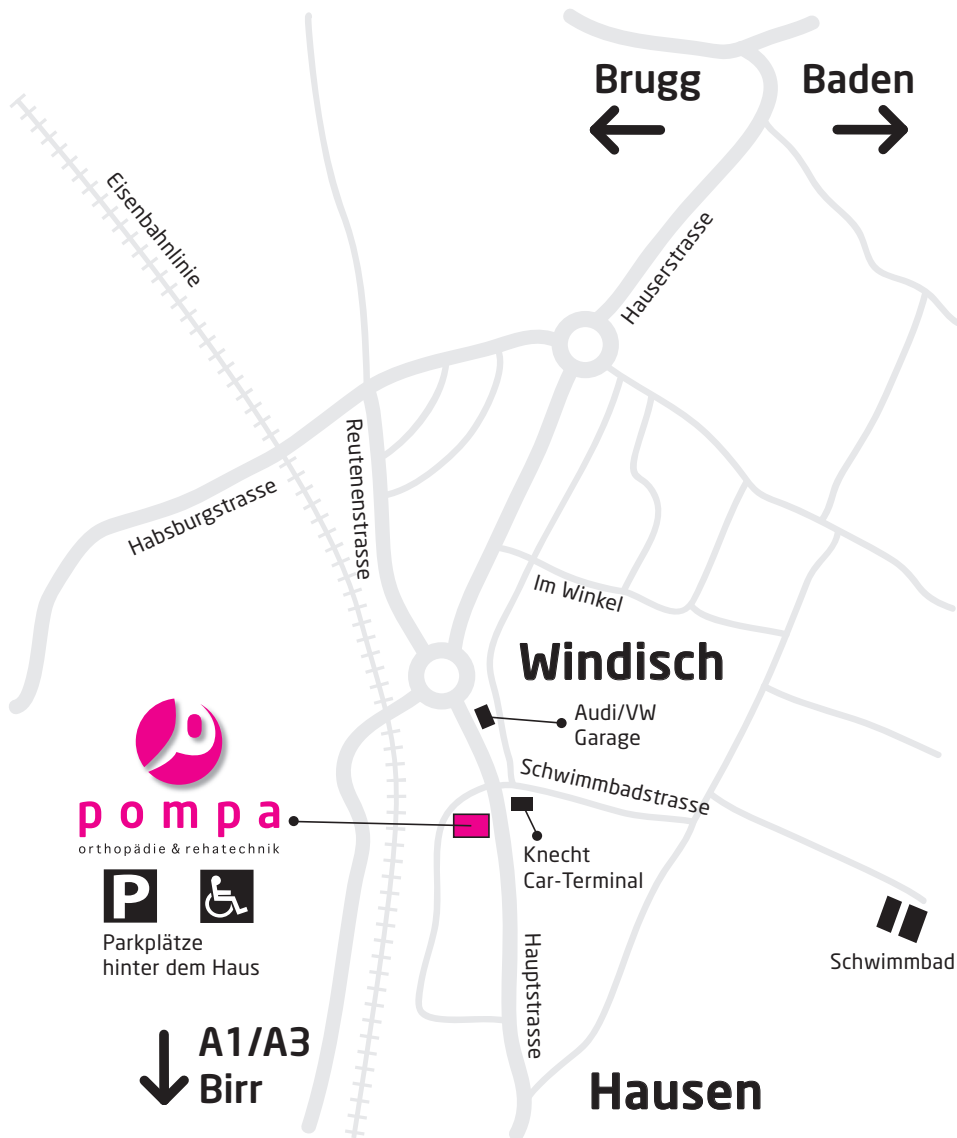 Brugg
Baden
Eisenbahnlinie
Hauserstrasse
Reutenenstrasse
Habsburgstrasse
Im Winkel
Windisch
Audi/VW
Garage
Schwimmbadstrasse
pompa
orthopädie & rehatechnik
Knecht
Car-Terminal
P
Parkplätze
hinter dem Haus
Hauptstrasse
Schwimmbad
A1/A3
Birr
Hausen